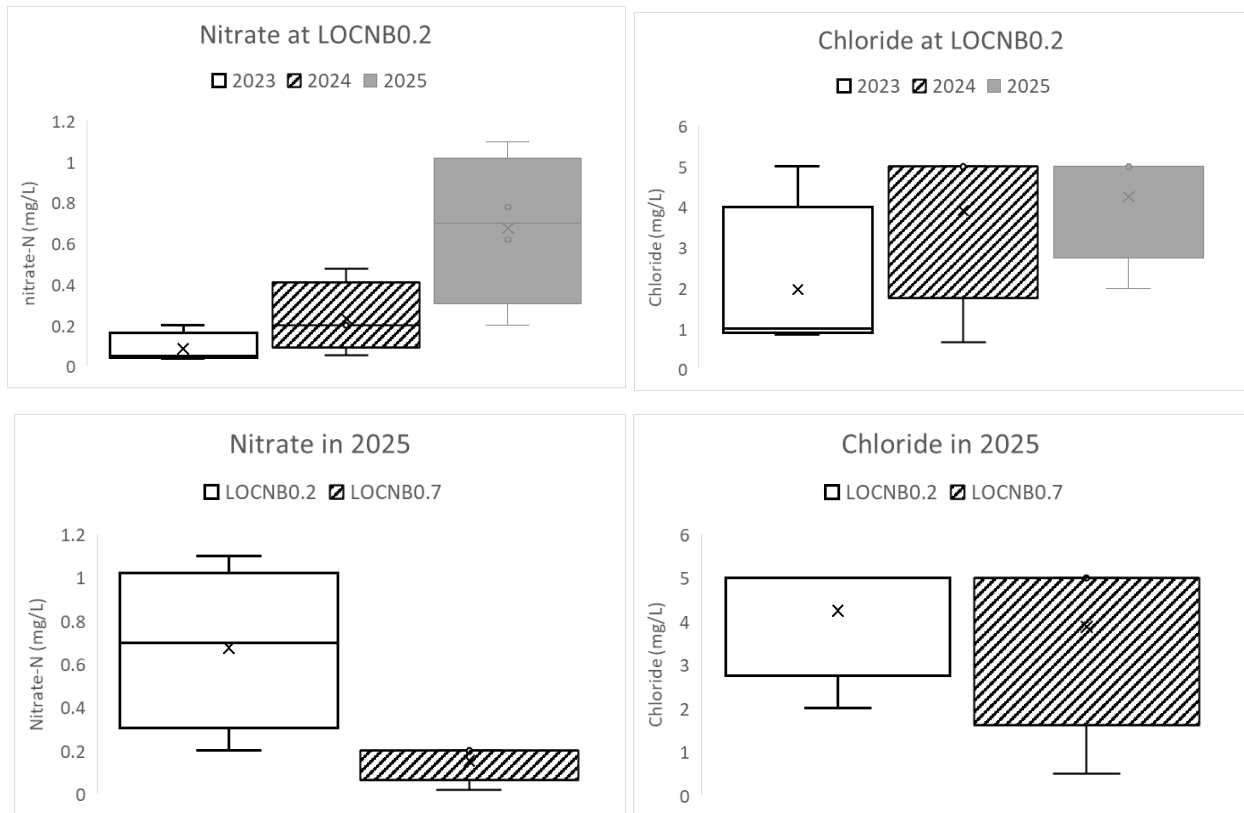 Nitrate at LOCNB0.2
2023 2024 2025
nitrate-N (mg/L)
1.2
1
0.8
0.6
0.4
0.2
0
Chloride at LOCNB0.2
2023 2024 2025
Chloride (mg/L)
6
5
4
3
2
1
0
Nitrate in 2025
LOCNB0.2 LOCNB0.7
Nitrate-N (mg/L)
1.2
1
0.8
0.6
0.4
0.2
0
Chloride in 2025
LOCNB0.2 LOCNB0.7
Chloride (mg/L)
6
5
4
3
2
1
0